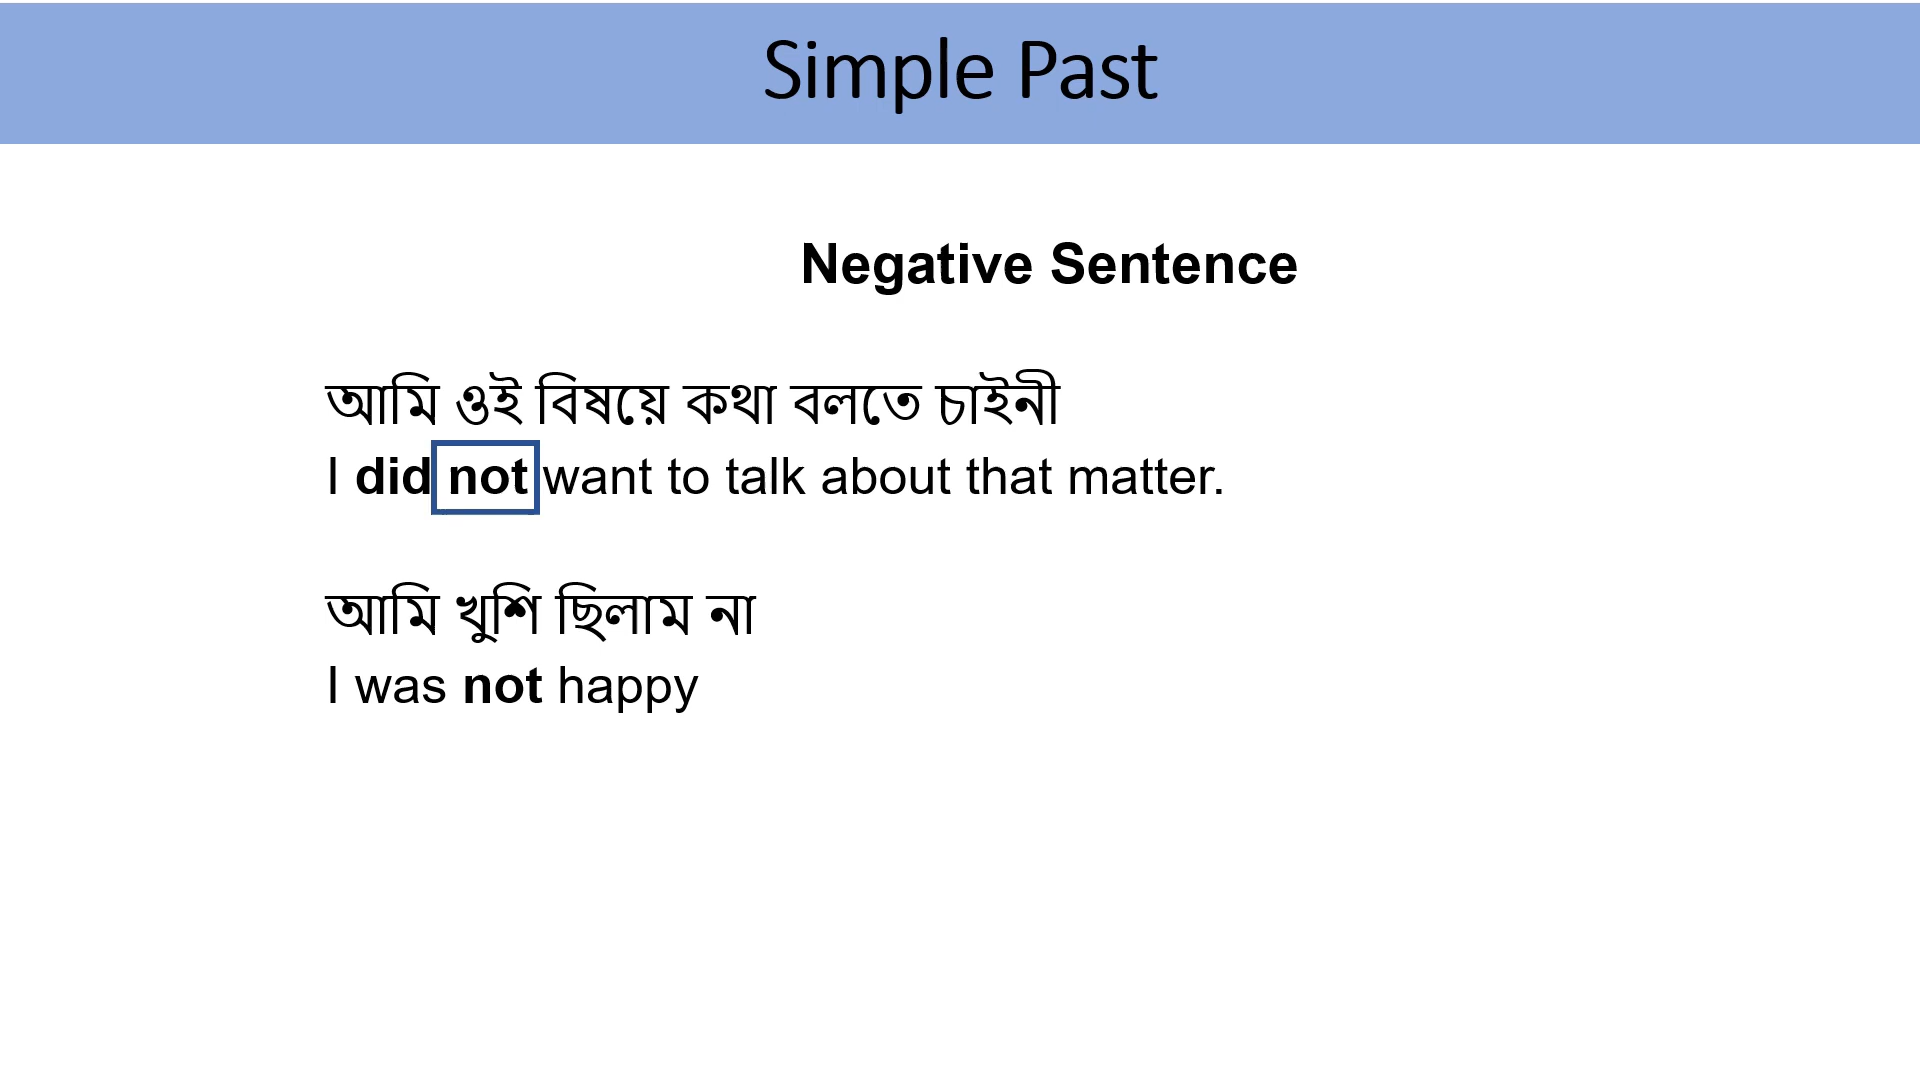 Simple Past
Negative Sentence
আমি ওই বিষয়ে কথা বলতে চাইনী
I did not want to talk about that matter.
আমি খুশি ছিলাম না
I was not happy